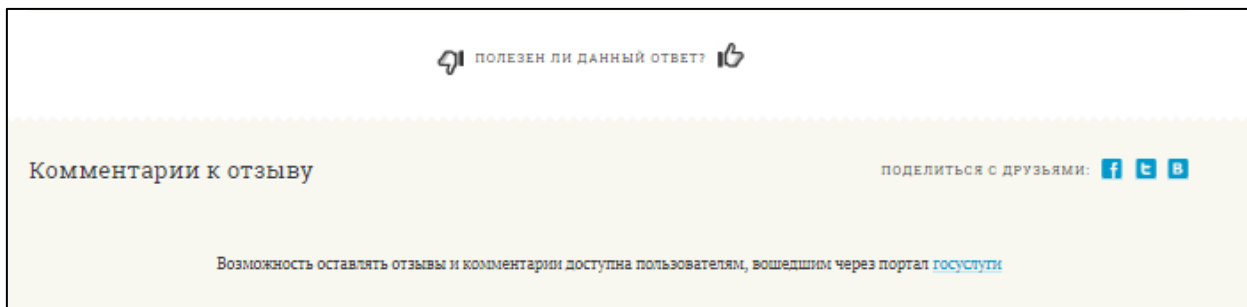 ПОЛЕЗЕН ЛИ ДАННЫЙ ОТВЕТ?
Комментарии к отзыву
ПОДЕЛИТЬСЯ С ДРУЗЬЯМИ:
Возможность оставлять отзывы и комментарии доступна пользователям, вошедшим через портал госуслуги